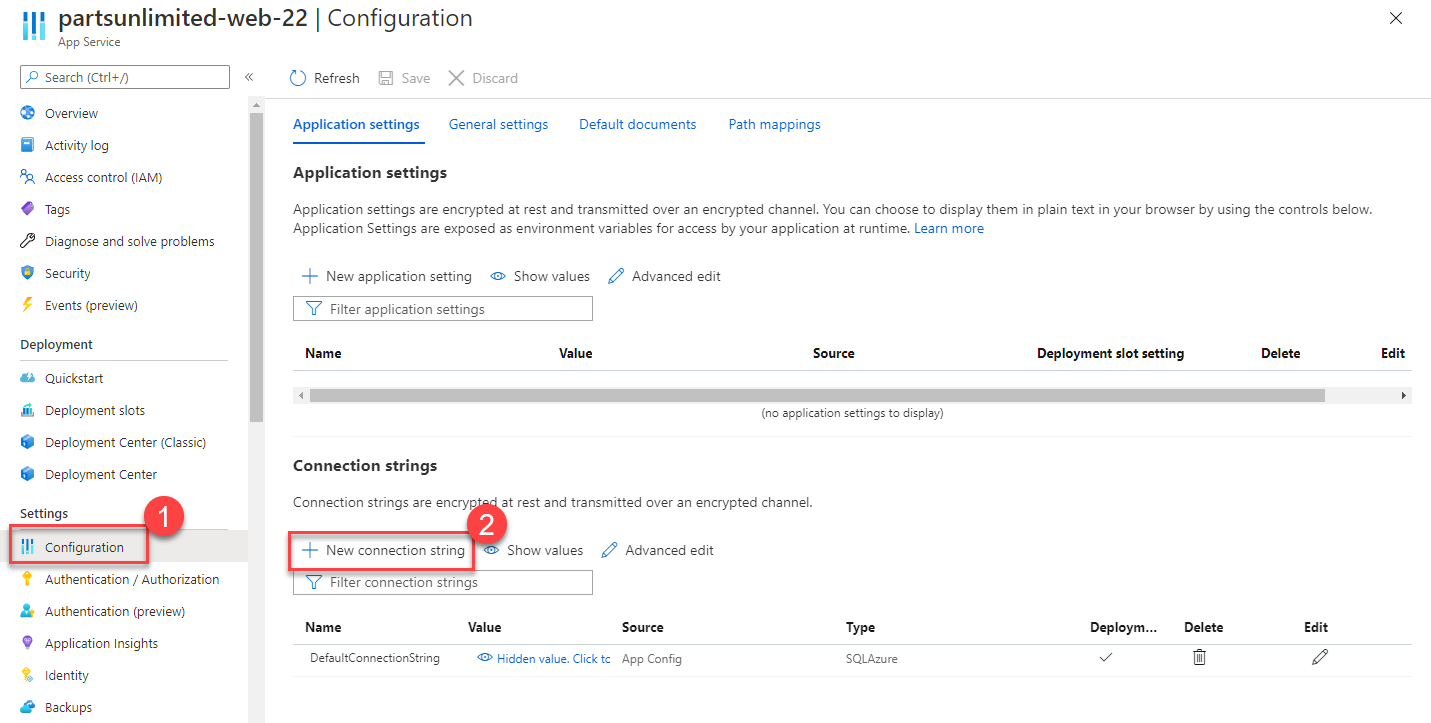 partsunlimited-web-22 | Configuration
App Service
Search (Ctrl+/)
«
Overview
Activity log
Access control (IAM)
Tags
Diagnose and solve problems
Security
Events (preview)
Deployment
Quickstart
Deployment slots
Deployment Center (Classic)
Deployment Center
Settings
1
Configuration
Authentication / Authorization
Authentication (preview)
Application Insights
Identity
Backups
Refresh Save Discard
Application settings General settings Default documents Path mappings
Application settings
Application settings are encrypted at rest and transmitted over an encrypted channel. You can choose to display them in plain text in your browser by using the controls below.
Application Settings are exposed as environment variables for access by your application at runtime. Learn more
New application setting Show values Advanced edit
Filter application settings
Name Value Source Deployment slot setting Delete Edit
(no application settings to display)
Connection strings
Connection strings are encrypted at rest and transmitted over an encrypted channel.
2
New connection string Show values Advanced edit
Filter connection strings
Name Value Source Type Deploym... Delete Edit
DefaultConnectionString Hidden value. Click to App Config SQLAzure